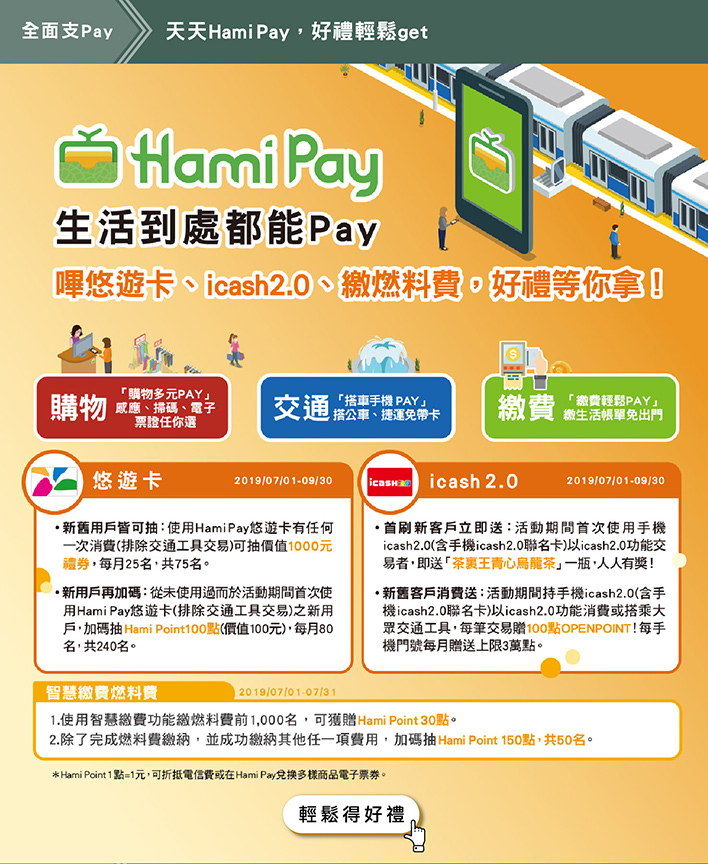 全面支Pay
天天Hami Pay,好禮輕鬆get
Hami Pay
生活到處都能Pay
嗶悠遊卡、icash2.0、繳燃料費,好禮等你拿!
購物
「購物多元PAY」
感應、掃碼、電子
票證任你選
交通
「搭車手機 PAY」
搭公車、捷運免帶卡
繳費
「繳費輕鬆PAY」
繳生活帳單免出門
悠遊卡
2019/07/01-09/30
•新舊用戶皆可抽:使用Hami Pay悠遊卡有任何
一次消費(排除交通工具交易)可抽價值1000元
禮券,每月25名,共75名。
•新用戶再加碼:從未使用過而於活動期間首次使
用Hami Pay悠遊卡(排除交通工具交易)之新用
戶,加碼抽 Hami Point100點(價值100元),每月80
名,共240名。
icash2.0
icash 2.0
2019/07/01-09/30
•首刷新客戶立即送:活動期間首次使用手機
icash2.0(含手機icash2.0聯名卡)以icash2.0功能交
易者,即送「茶裏王青心烏龍茶」一瓶,人人有獎!
•新舊客戶消費送:活動期間持手機icash2.0(含手
機icash2.0聯名卡)以icash2.0功能消費或搭乘大
眾交通工具,每筆交易贈100點OPENPOINT!每手
機門號每月贈送上限3萬點。
智慧繳費燃料費
2019/07/01-07/31
1.使用智慧繳費功能繳燃料費前1,000名,可獲贈Hami Point 30點。
2.除了完成燃料費繳納,並成功繳納其他任一項費用,加碼抽 Hami Point 150點,共50名。
*Hami Point 1 點=1元,可折抵電信費或在Hami Pay兌換多樣商品電子票券。
輕鬆得好禮